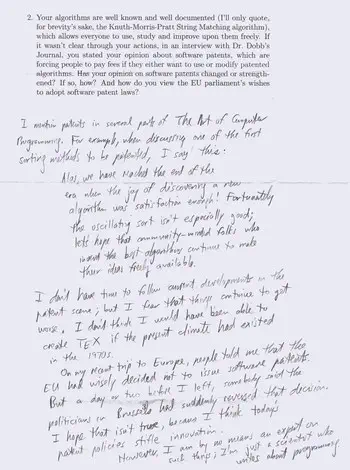 2. Your algorithms are well known and well documented (I'll only quote,
for brevity's sake, the Knuth-Morris-Pratt String Matching algorithm),
which allows everyone to use, study and improve upon them freely. If
it wasn't clear through your actions, in an interview with Dr. Dobb's
Journal, you stated your opinion about software patents, which are
forcing people to pay fees if they either want to use or modify patented
algorithms. Has your opinion on software patents changed or strength-
ened? If so, how? And how do you view the EU parliament's wishes
to adopt software patent laws?
I mention patents in several parts of The Art of Computer
Programming. For example, when discussing one of the first
sorting methods to be patented, I say this:
Alas, we have reached the end of the
era when the joy of discovering a new
algorithm was satisfaction enough! Fortunately
the oscillating sort isn't especially good;
let's hope that community-minded folks who
invent the best algorithms continue to make
their ideas freely available.
I don't have time to follow current developments in the
patent scene; but I fear that things continue to get
worse. I don't think I would have been able to
create TEX if the present climate had existed
in the 1970s.
On my recent trip to Europe, people told me that the
EU had wisely decided not to issue software patents.
But a day or two before I left, somebody said the
politicians in Brussels had suddenly reversed that decision.
I hope that isn't true, because I think today's
patent policies stifle innovation.
However, I am by no means an expert on
such things; I'm just a scientist who
writes about programming.